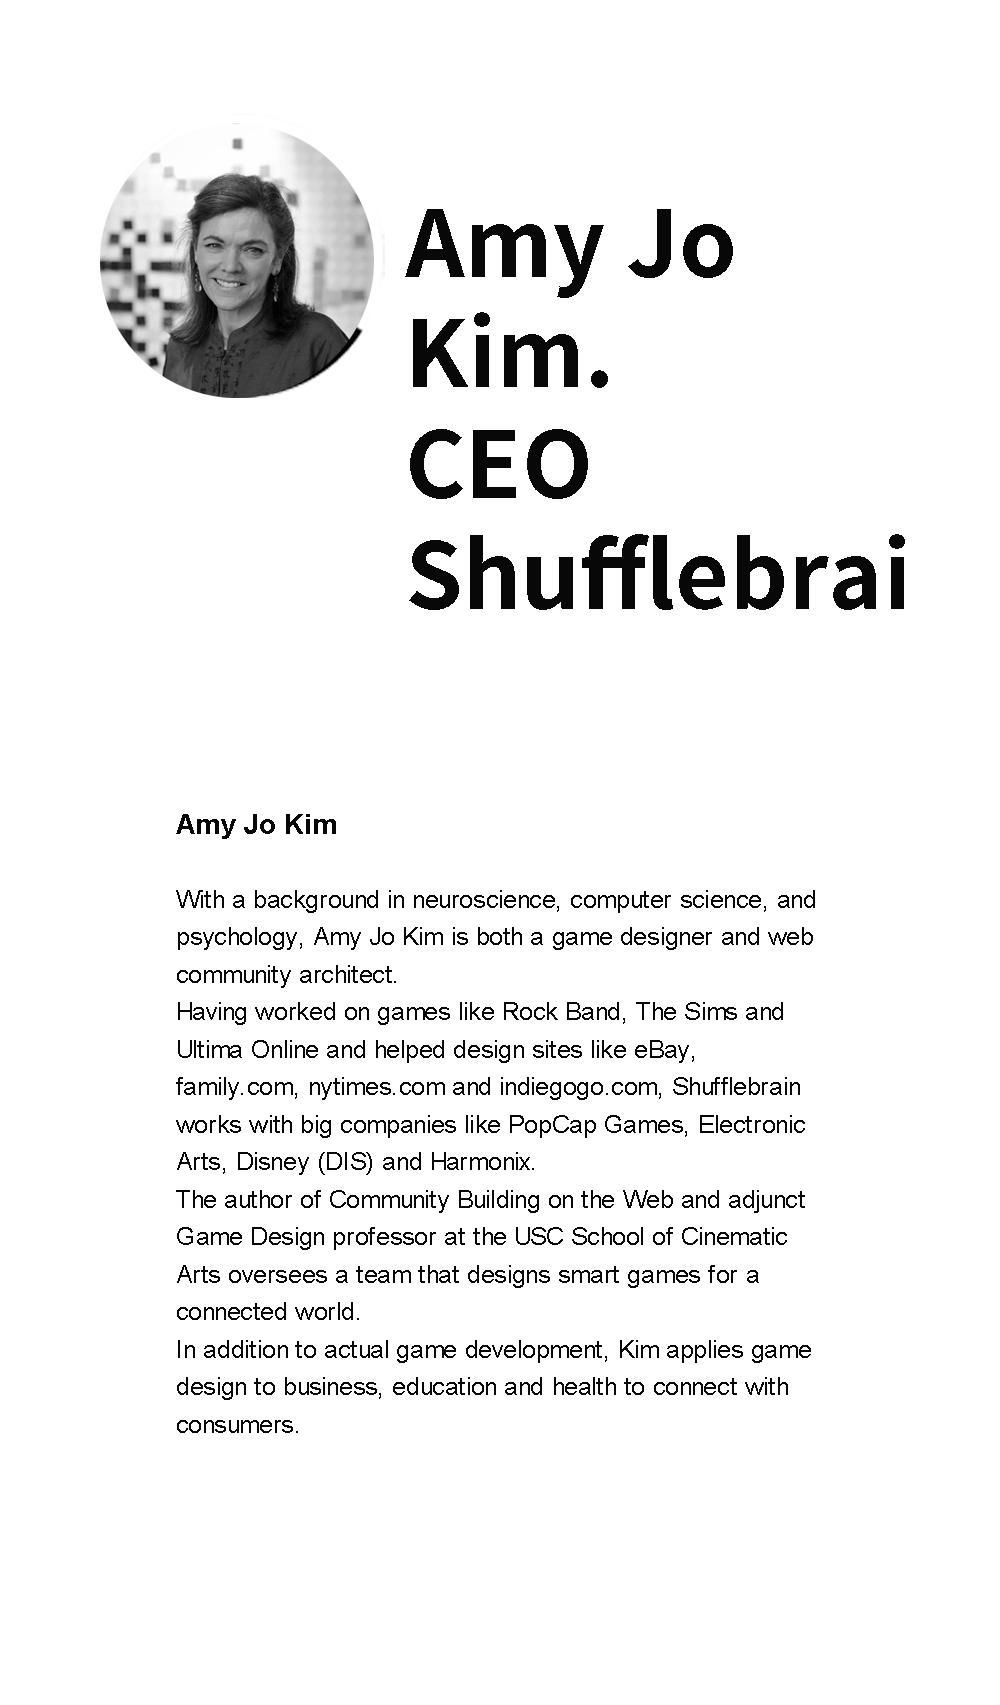 Amy Jo
Kim.
CEO
Shufflebrai
Amy Jo Kim
With a background in neuroscience, computer science, and
psychology, Amy Jo Kim is both a game designer and web
community architect.
Having worked on games like Rock Band, The Sims and
Ultima Online and helped design sites like eBay,
family.com, nytimes.com and indiegogo.com, Shufflebrain
works with big companies like PopCap Games, Electronic
Arts, Disney (DIS) and Harmonix.
The author of Community Building on the Web and adjunct
Game Design professor at the USC School of Cinematic
Arts oversees a team that designs smart games for a
connected world.
In addition to actual game development, Kim applies game
design to business, education and health to connect with
consumers.